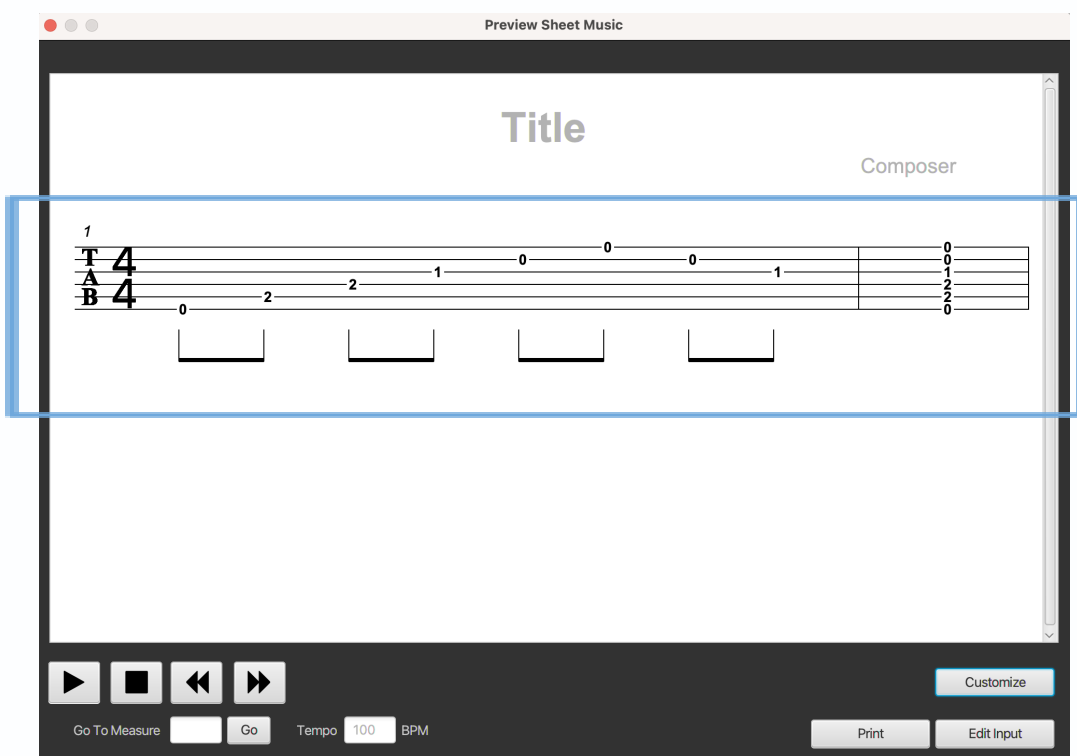 Preview Sheet Music
Title
Composer
1
T 4 0 0
0 0 0
A 1 1 1
4 2 2
B 2 2
0 0
Go To Measure Go Tempo 100 BPM
Customize
Print Edit Input